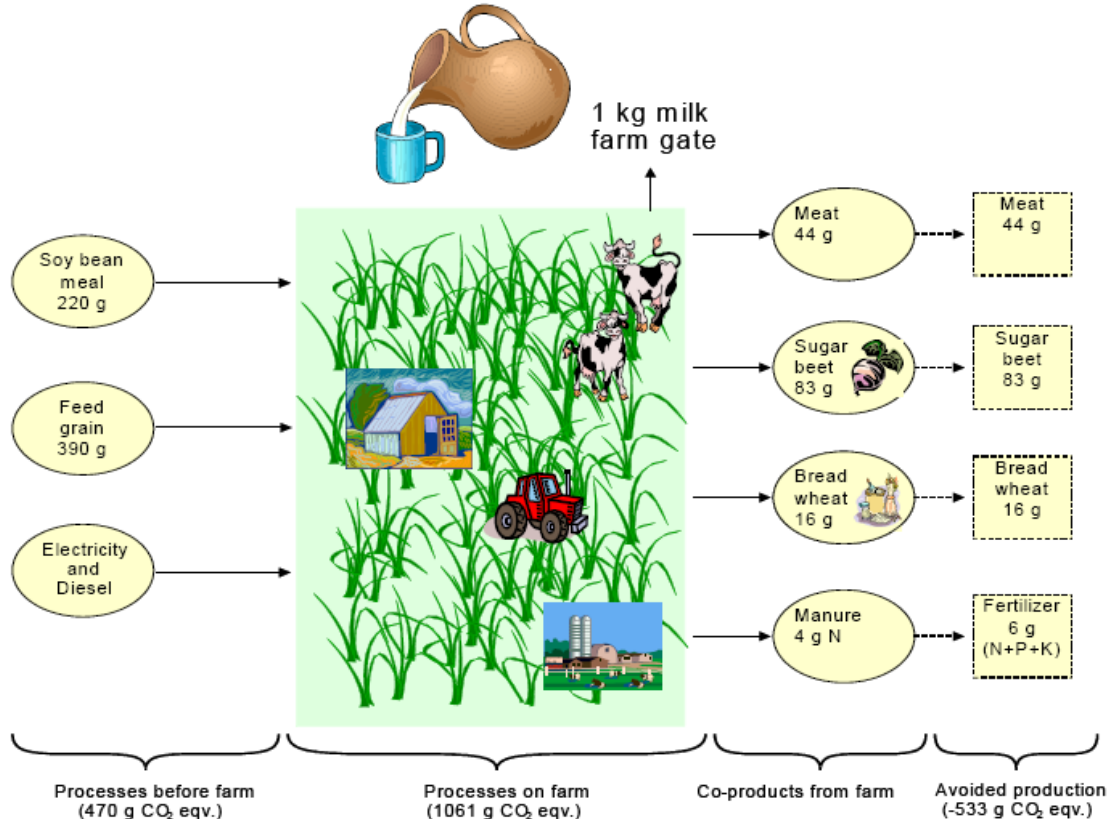 1 kg milk
farm gate
Soy bean
meal
220 g
Feed
grain
390 g
Electricity
and
Diesel
Meat
44 g
Sugar
beet
83 g
Bread
wheat
16 g
Manure
4 g N
Meat
44 g
Sugar
beet
83 g
Bread
wheat
16 g
Fertilizer
6 g
(N+P+K)
Processes before farm
(470 g CO₂ eqv.)
Processes on farm
(1061 g CO₂ eqv.)
Co-products from farm
Avoided production
(-533 g CO₂ eqv.)